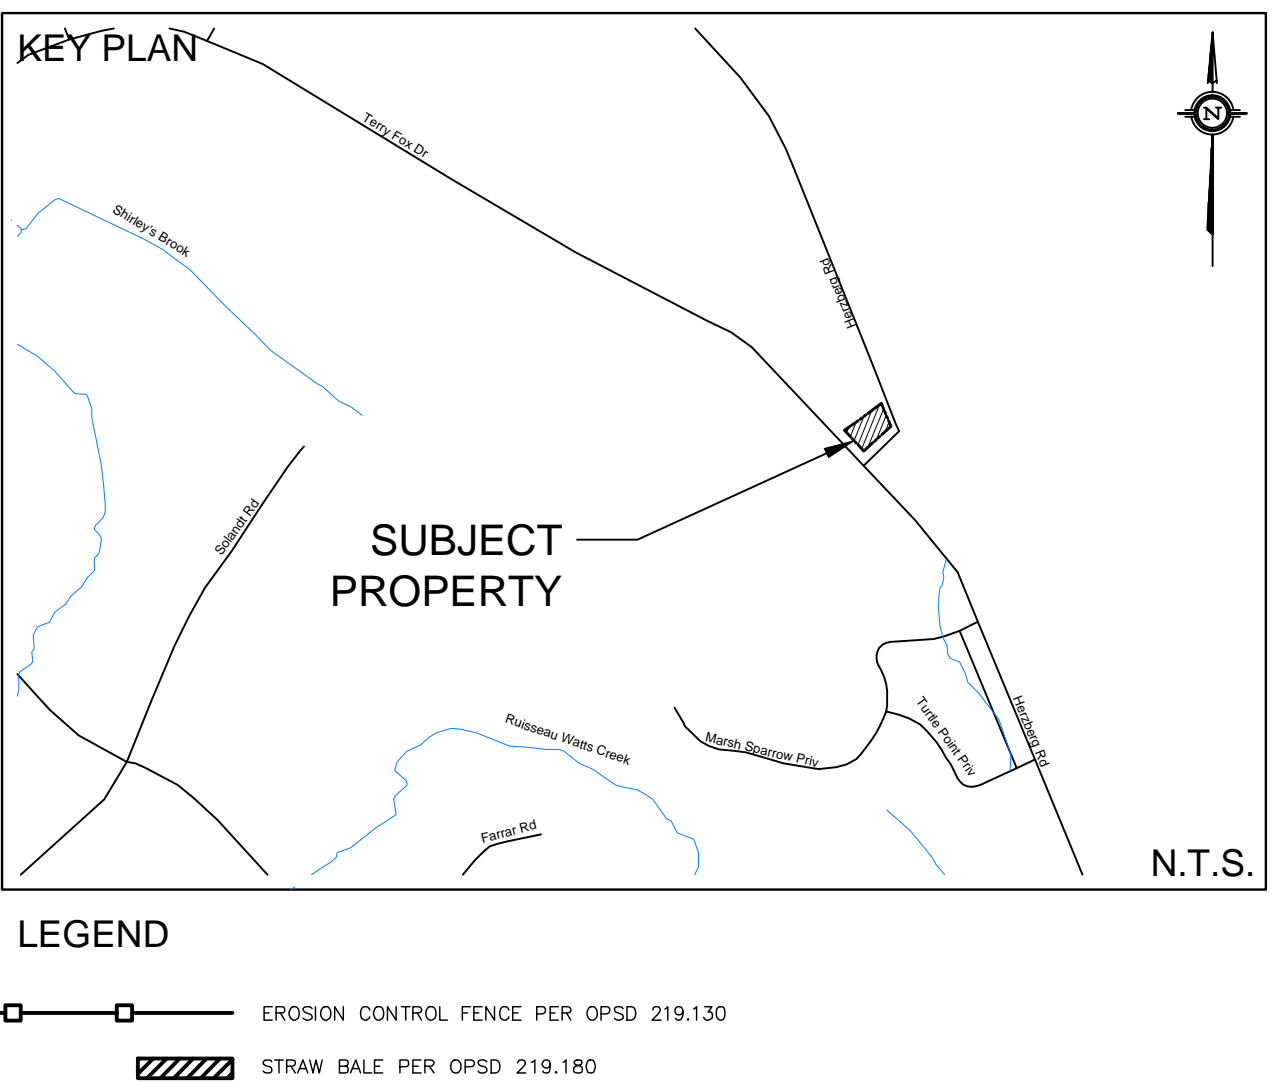 KEY PLAN
N
Terry Fox Dr
Shirley's Brook
Herzberg Rd
Solandt Rd
SUBJECT
PROPERTY
Turtle Point Priv
Herzberg Rd
Ruisseau Watts Creek
Marsh Sparrow Priv
Farrar Rd
N.T.S.
LEGEND
EROSION CONTROL FENCE PER OPSD 219.130
STRAW BALE PER OPSD 219.180